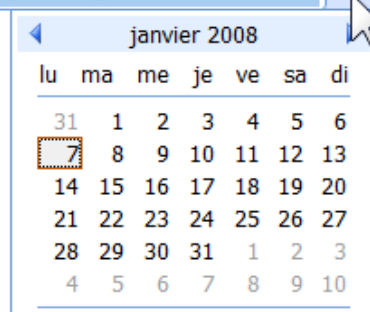 janvier 2008
lu ma me je ve sa di
31 1 2 3 4 5 6
7 8 9 10 11 12 13
14 15 16 17 18 19 20
21 22 23 24 25 26 27
28 29 30 31 1 2 3
4 5 6 7 8 9 10